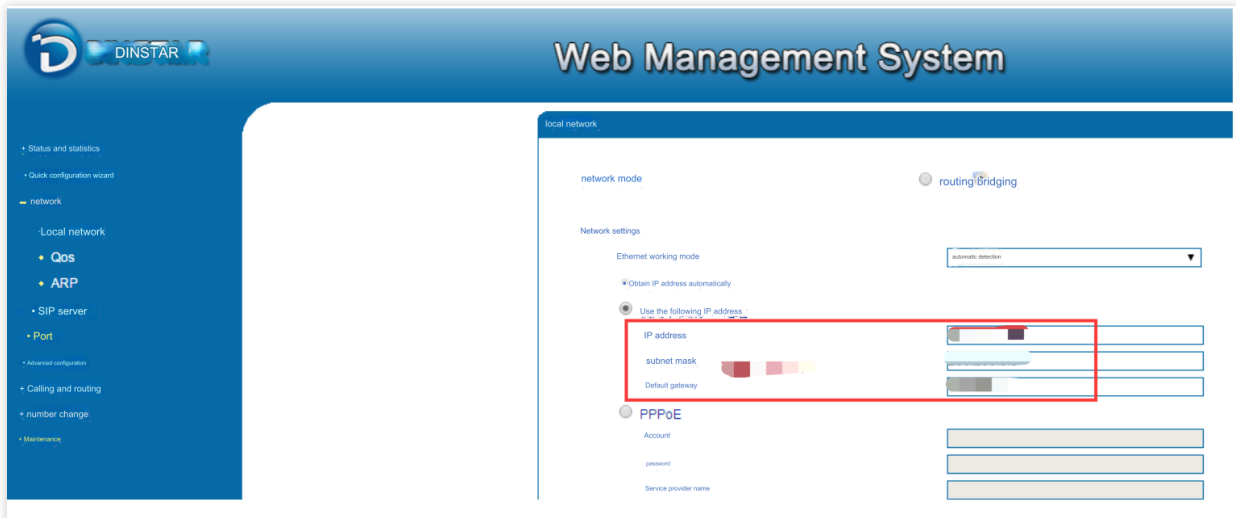 DINSTAR
Web Management System
local network
+ Status and statistics
• Quick configuration wizard
network mode
routing bridging
– network
·Local network
Network settings
• Qos
Ethernet working mode
automatic detection
• ARP
Obtain IP address automatically
• SIP server
Use the following IP address
• Port
IP address
subnet mask
+ Advanced configuration
Default gateway
+ Calling and routing
+ number change
PPPoE
+ Maintenance
Account
password
Service provider name